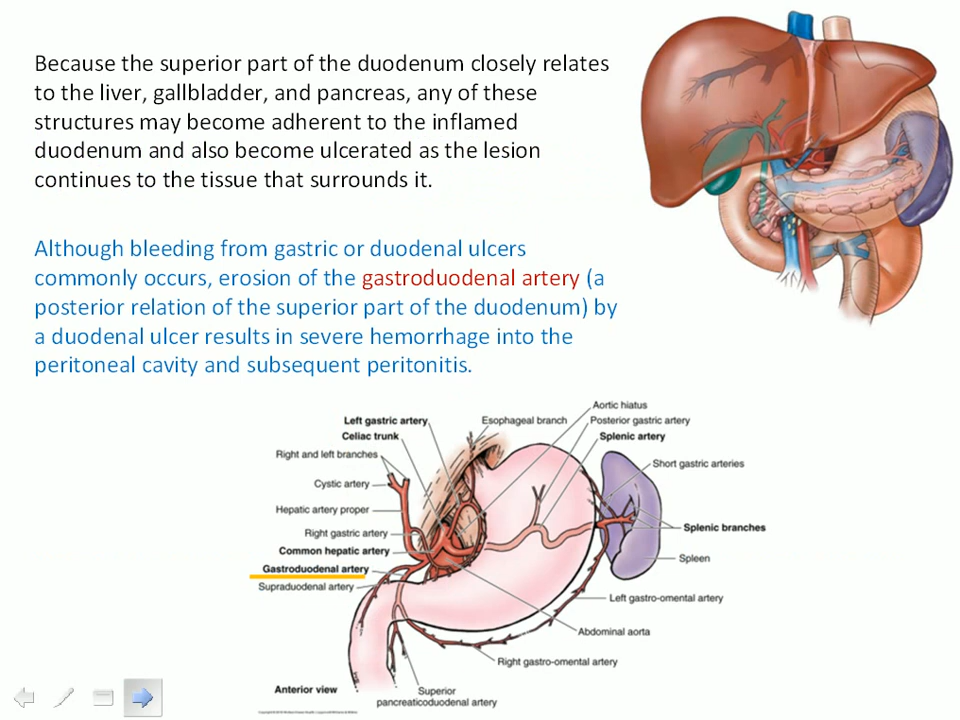 Because the superior part of the duodenum closely relates
to the liver, gallbladder, and pancreas, any of these
structures may become adherent to the inflamed
duodenum and also become ulcerated as the lesion
continues to the tissue that surrounds it.
Although bleeding from gastric or duodenal ulcers
commonly occurs, erosion of the gastroduodenal artery (a
posterior relation of the superior part of the duodenum) by
a duodenal ulcer results in severe hemorrhage into the
peritoneal cavity and subsequent peritonitis.
Aortic hiatus
Left gastric artery
Esophageal branch
Posterior gastric artery
Celiac trunk
Splenic artery
Right and left branches
Short gastric arteries
Cystic artery
Hepatic artery proper
Right gastric artery
Splenic branches
Common hepatic artery
Spleen
Gastroduodenal artery
Supraduodenal artery
Left gastro-omental artery
Abdominal aorta
Right gastro-omental artery
Anterior view
Superior
pancreaticoduodenal artery